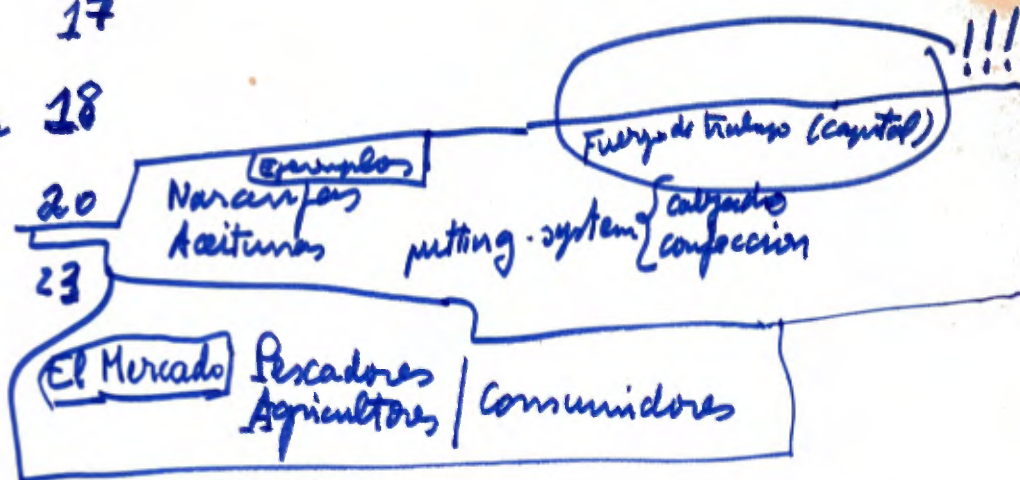 17
18
!!!
Ejemplos
Fuerza de trabajo (capital)
20
Naranjas
Aceitunas
putting-system { calzado
confección
23
El Mercado
Pescadores
Agricultores / Consumidores